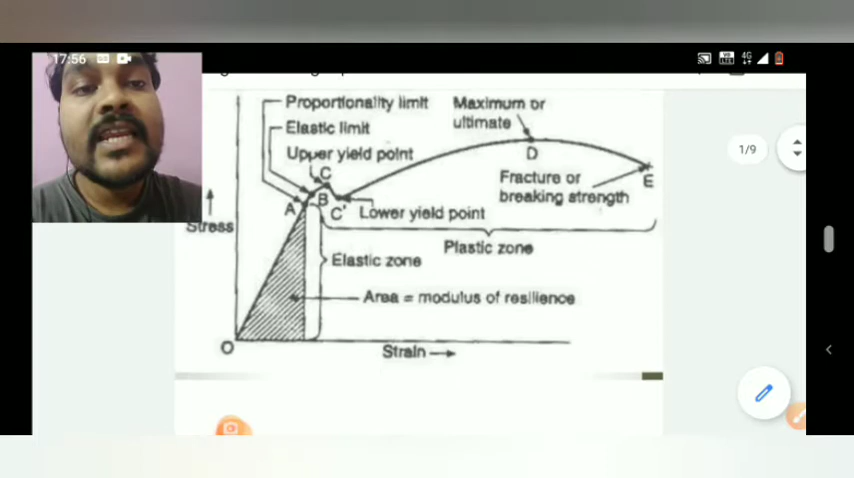 17:56
4G
1/9
Proportionality limit
Elastic limit
Upper yield point
Maximum or
ultimate
C
D
B
A
C'
Lower yield point
Fracture or
breaking strength
E
Stress
Plastic zone
Elastic zone
Area = modulus of resilience
O
Strain